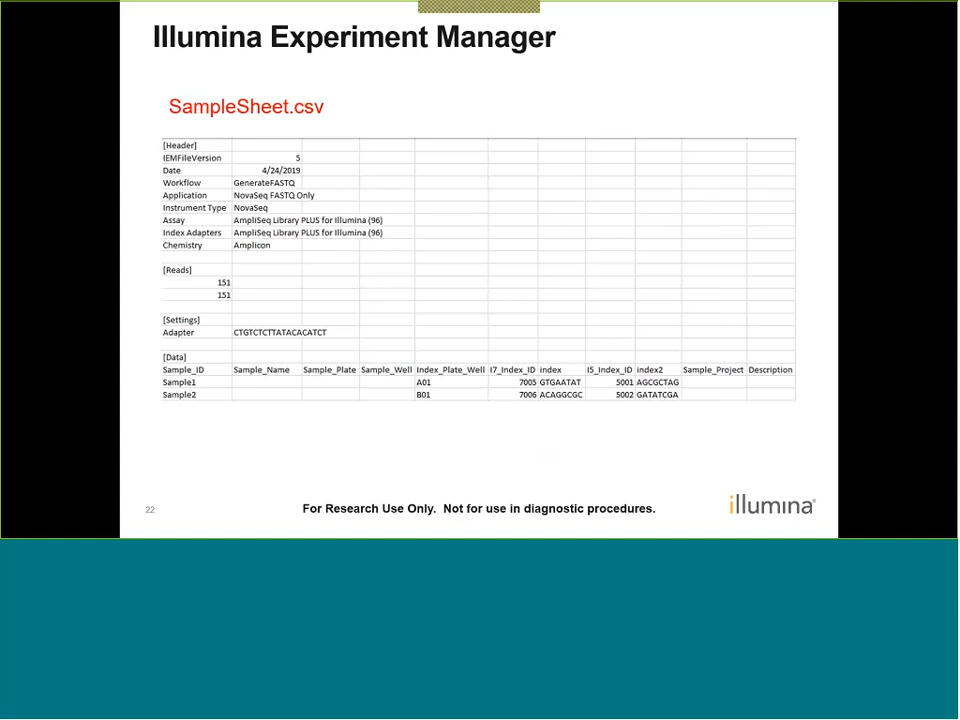 Illumina Experiment Manager
SampleSheet.csv
[Header]
IEMFileVersion 5
Date 4/24/2019
Workflow GenerateFASTQ
Application NovaSeq FASTQ Only
Instrument Type NovaSeq
Assay AmpliSeq Library PLUS for Illumina (96)
Index Adapters AmpliSeq Library PLUS for Illumina (96)
Chemistry Amplicon
[Reads]
151
151
[Settings]
Adapter CTGTCTCTTATACACATCT
[Data]
Sample_ID Sample_Name Sample_Plate Sample_Well Index_Plate_Well I7_Index_ID index I5_Index_ID index2 Sample_Project Description
Sample1 A01 7005 GTGAATAT 5001 AGCGCTAG
Sample2 B01 7006 ACAGGCGC 5002 GATATCGA
22
For Research Use Only. Not for use in diagnostic procedures.
illumina®